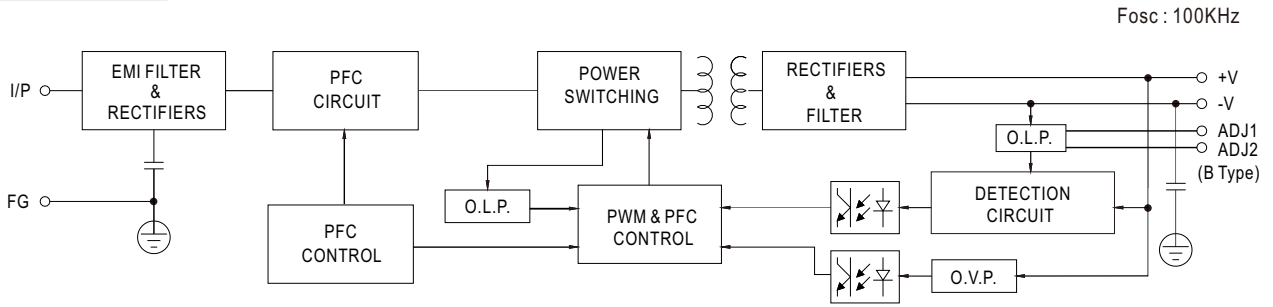 Fosc : 100KHz
I/P
EMI FILTER
&
RECTIFIERS
PFC
CIRCUIT
POWER
SWITCHING
RECTIFIERS
&
FILTER
+V
-V
ADJ1
ADJ2
(B Type)
O.L.P.
FG
PFC
CONTROL
O.L.P.
PWM & PFC
CONTROL
DETECTION
CIRCUIT
O.V.P.